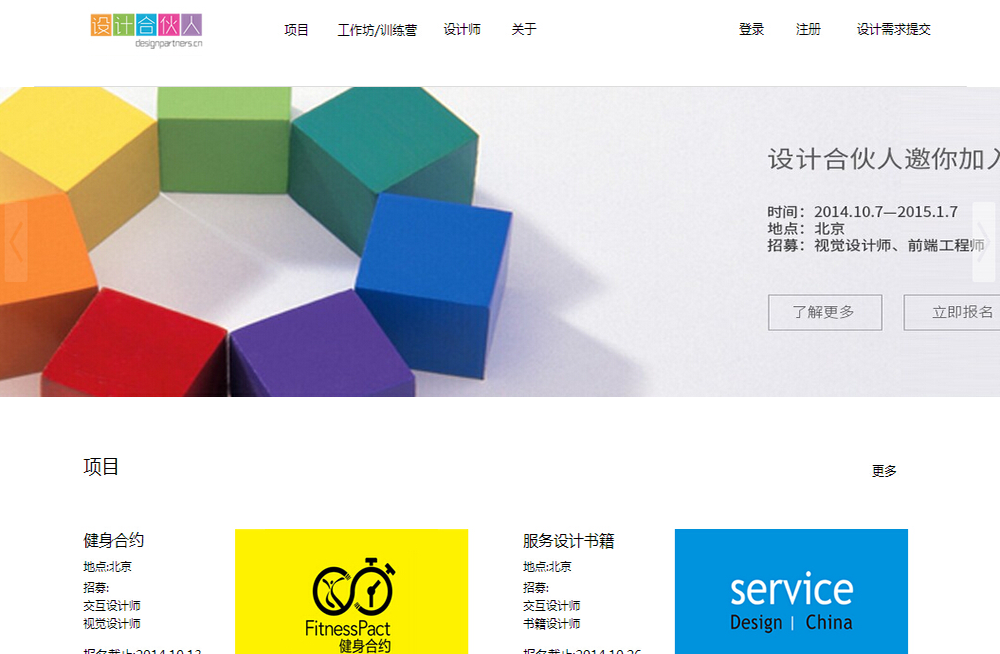 设计合伙人
designpartners.cn
项目 工作坊/训练营 设计师 关于 登录 注册 设计需求提交
设计合伙人邀你加入
时间：2014.10.7—2015.1.7
地点：北京
招募：视觉设计师、前端工程师
了解更多 立即报名
项目 更多
健身合约
地点:北京
招募:
交互设计师
视觉设计师
报名截止:2014.10.13
FitnessPact
健身合约
服务设计书籍
地点:北京
招募:
交互设计师
书籍设计师
报名截止:2014.10.26
service
Design | China